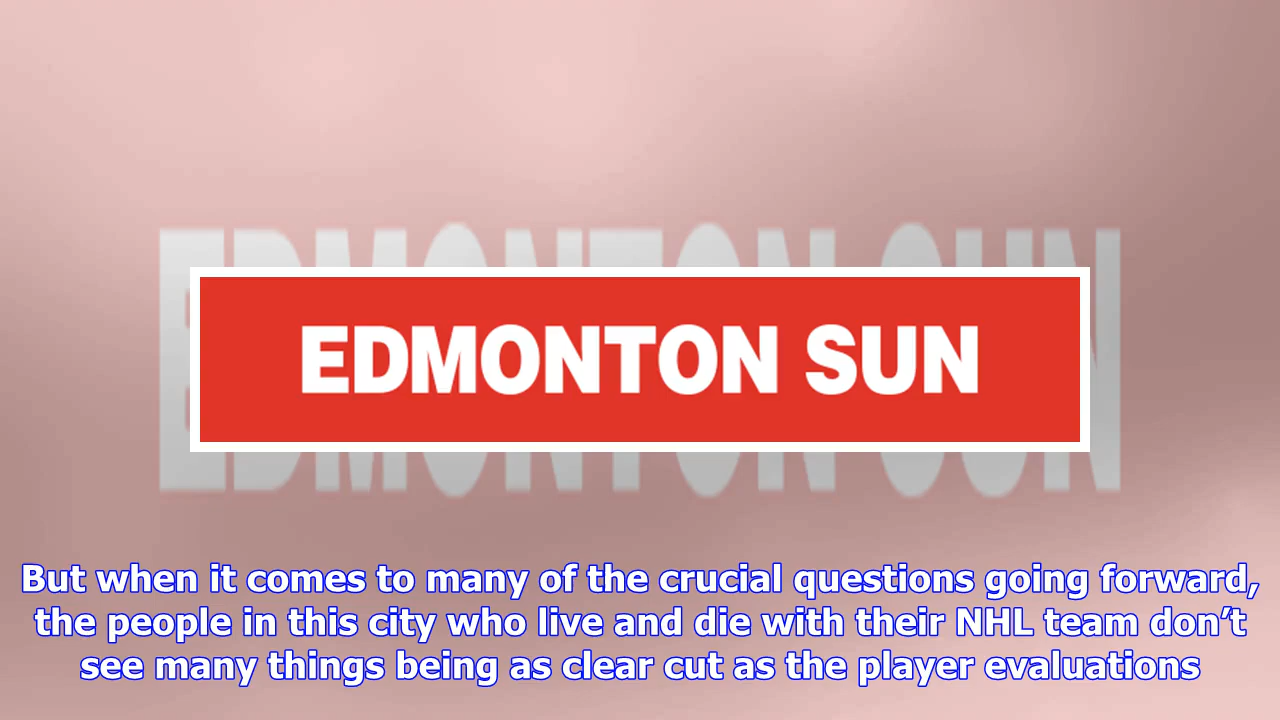 EDMONTON SUN
EDMONTON SUN
But when it comes to many of the crucial questions going forward,
the people in this city who live and die with their NHL team don’t
see many things being as clear cut as the player evaluations